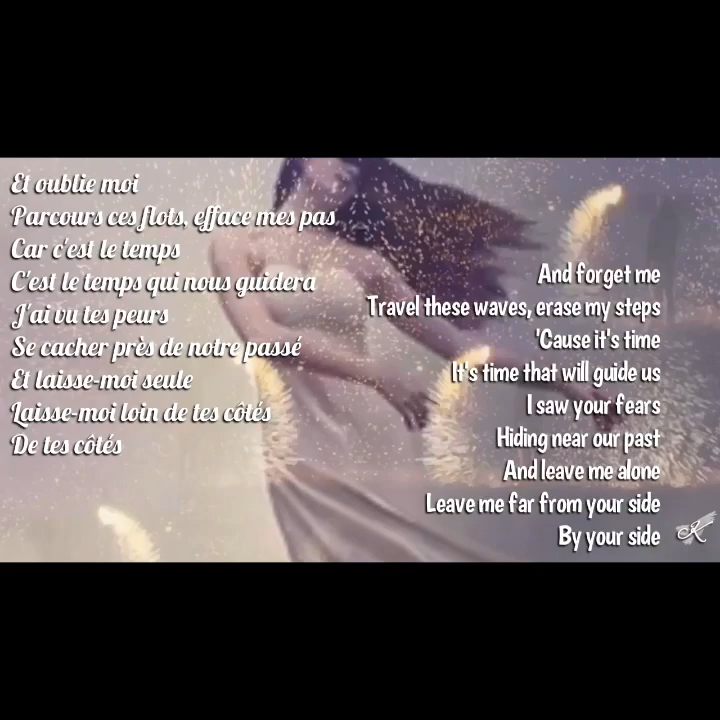 Et oublie moi
Parcours ces flots, efface mes pas
Car c'est le temps
C'est le temps qui nous guidera
J'ai vu tes peurs
Se cacher près de notre passé
Et laisse-moi seule
Laisse-moi loin de tes côtés
De tes côtés
And forget me
Travel these waves, erase my steps
'Cause it's time
It's time that will guide us
I saw your fears
Hiding near our past
And leave me alone
Leave me far from your side
By your side
K